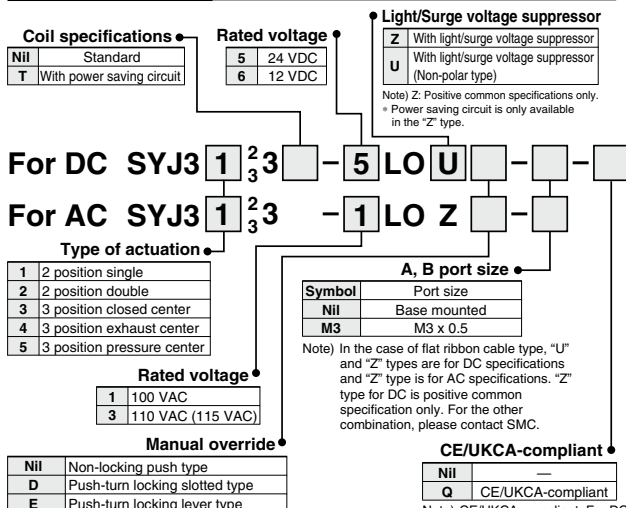 Light/Surge voltage suppressor
Z With light/surge voltage suppressor
U With light/surge voltage suppressor
(Non-polar type)
Note) Z: Positive common specifications only.
∗ Power saving circuit is only available
in the "Z" type.
Coil specifications
Nil Standard
T With power saving circuit
Rated voltage
5 24 VDC
6 12 VDC
For DC SYJ3 1 2 3 3 – 5 LO U – –
For AC SYJ3 1 2 3 3 – 1 LO Z –
Type of actuation
1 2 position single
2 2 position double
3 3 position closed center
4 3 position exhaust center
5 3 position pressure center
A, B port size
Symbol Port size
Nil Base mounted
M3 M3 x 0.5
Note) In the case of flat ribbon cable type, "U"
and "Z" types are for DC specifications
and "Z" type is for AC specifications. "Z"
type for DC is positive common
specification only. For the other
combination, please contact SMC.
Rated voltage
1 100 VAC
3 110 VAC (115 VAC)
Manual override
Nil Non-locking push type
D Push-turn locking slotted type
E Push-turn locking lever type
CE/UKCA-compliant
Nil —
Q CE/UKCA-compliant
Note) CE/UKCA-compliant: For DC